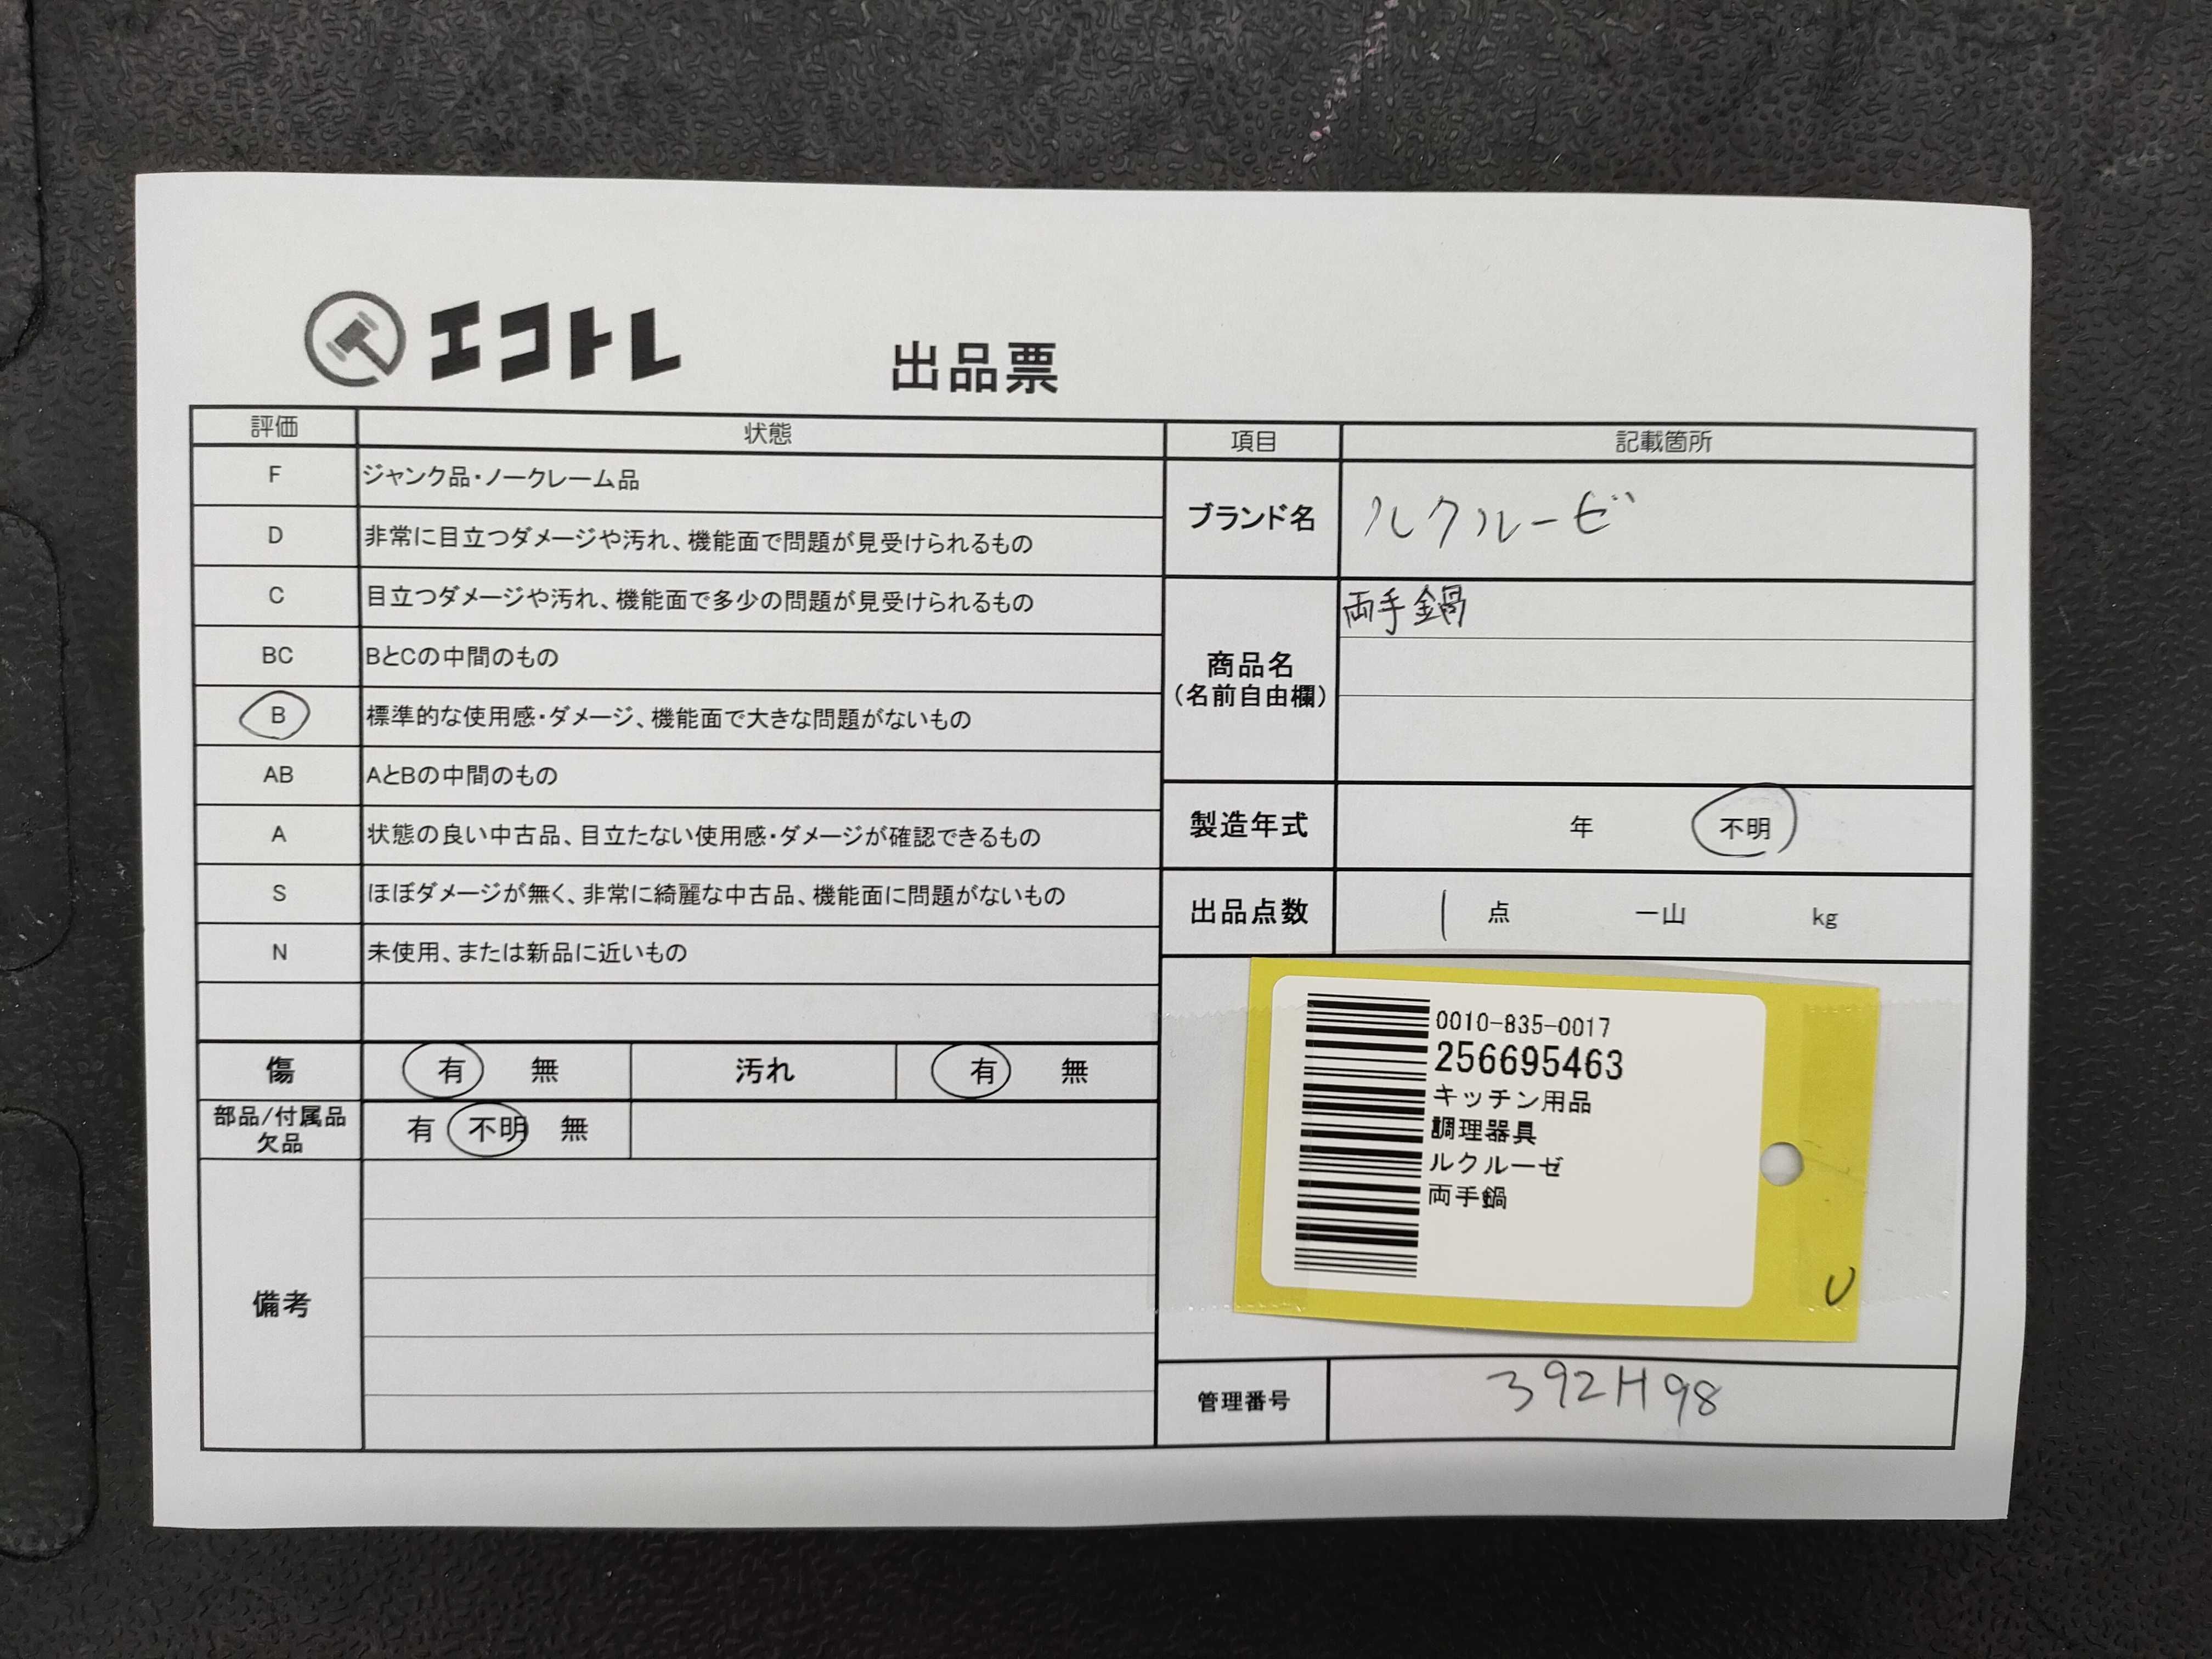 エコトレ
出品票
評価 状態
F ジャンク品・ノークレーム品
D 非常に目立つダメージや汚れ、機能面で問題が見受けられるもの
C 目立つダメージや汚れ、機能面で多少の問題が見受けられるもの
BC BとCの中間のもの
B 標準的な使用感・ダメージ、機能面で大きな問題がないもの
AB AとBの中間のもの
A 状態の良い中古品、目立たない使用感・ダメージが確認できるもの
S ほぼダメージが無く、非常に綺麗な中古品、機能面に問題がないもの
N 未使用、または新品に近いもの
傷 有 無 汚れ 有 無
部品/付属品
欠品
有 不明 無
備考
項目 記載箇所
ブランド名 ルクルーゼ
商品名
(名前自由欄)
両手鍋
製造年式 年 不明
出品点数 1 点 一山 kg
0010-835-0017
256695463
キッチン用品
調理器具
ルクルーゼ
両手鍋
U
管理番号 392H98